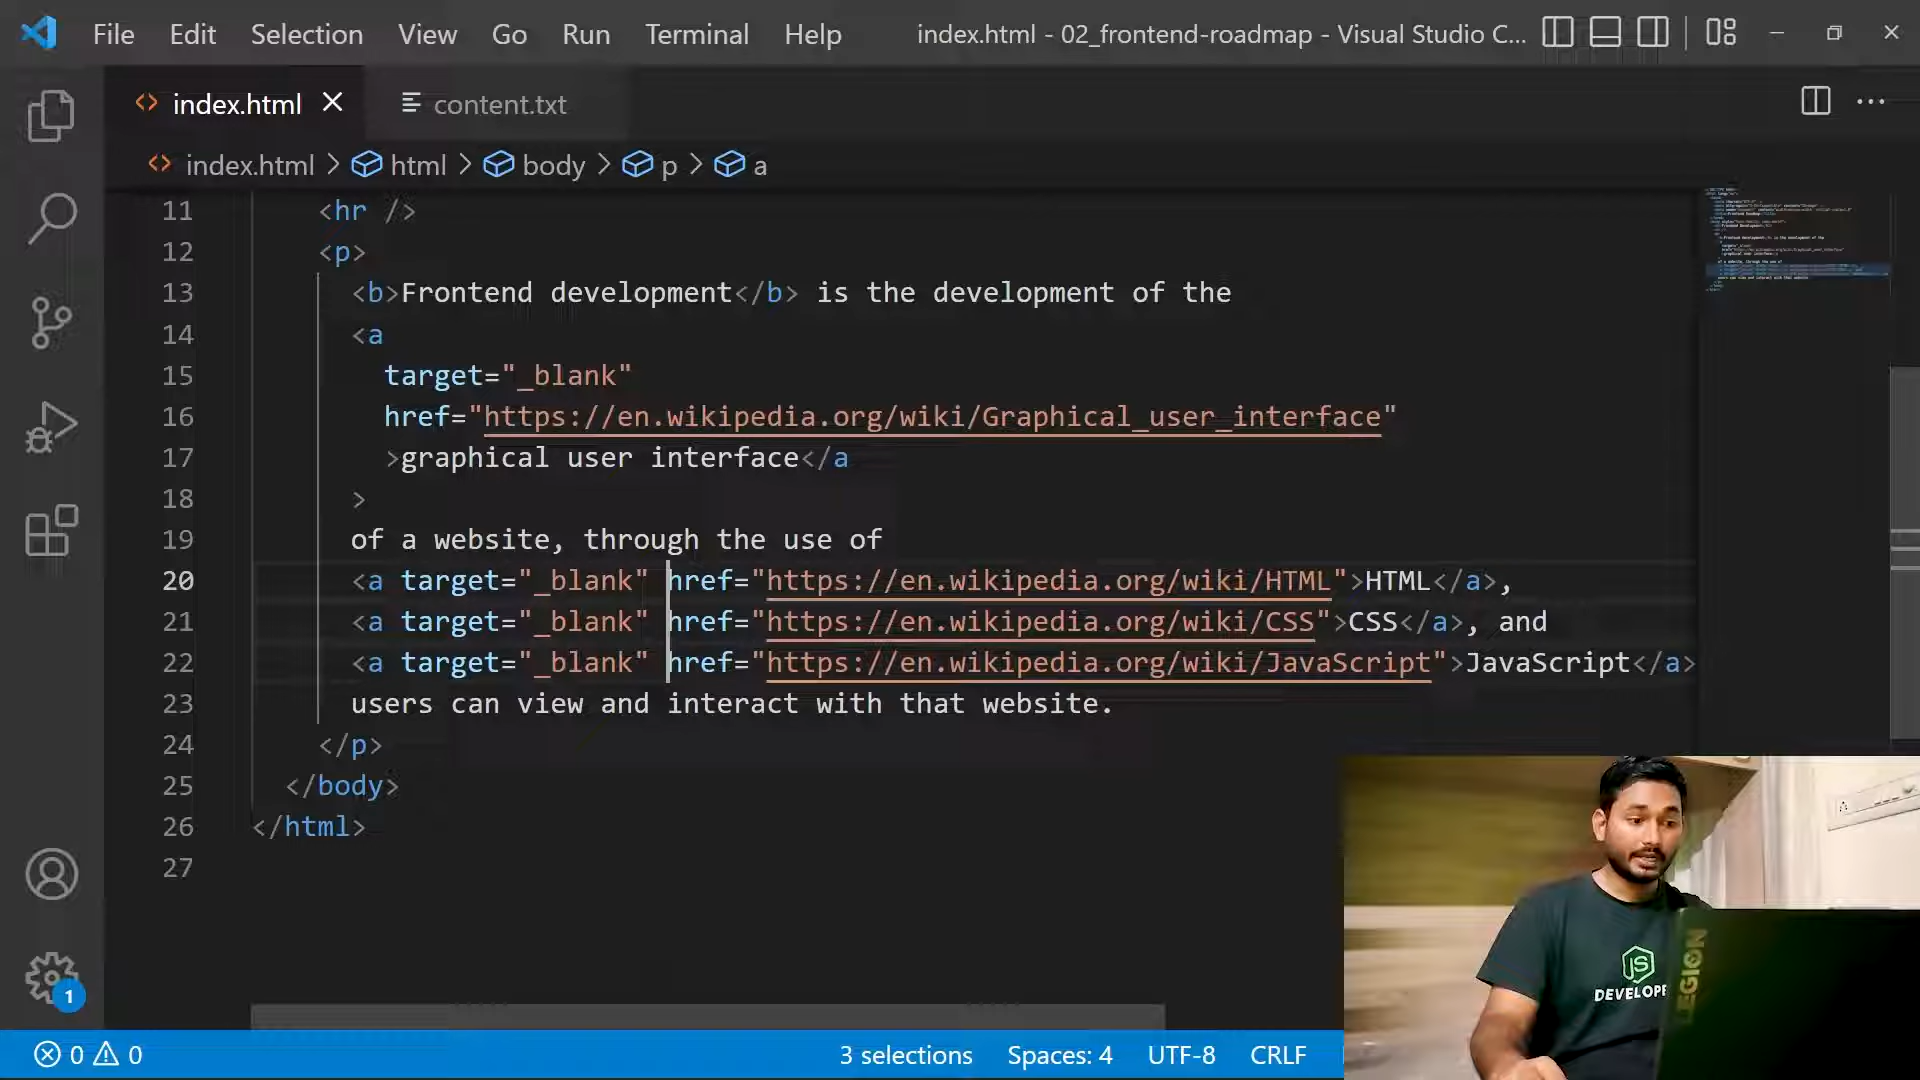 File Edit Selection View Go Run Terminal Help index.html - 02_frontend-roadmap - Visual Studio C...
index.html content.txt
index.html > html > body > p > a
11 <hr />
12 <p>
13 <b>Frontend development</b> is the development of the
14 <a
15 target="_blank"
16 href="https://en.wikipedia.org/wiki/Graphical_user_interface"
17 >graphical user interface</a
18 >
19 of a website, through the use of
20 <a target="_blank" href="https://en.wikipedia.org/wiki/HTML">HTML</a>,
21 <a target="_blank" href="https://en.wikipedia.org/wiki/CSS">CSS</a>, and
22 <a target="_blank" href="https://en.wikipedia.org/wiki/JavaScript">JavaScript</a>
23 users can view and interact with that website.
24 </p>
25 </body>
26 </html>
27
1
0 0 3 selections Spaces: 4 UTF-8 CRLF
JS
DEVELOPE
LEGION